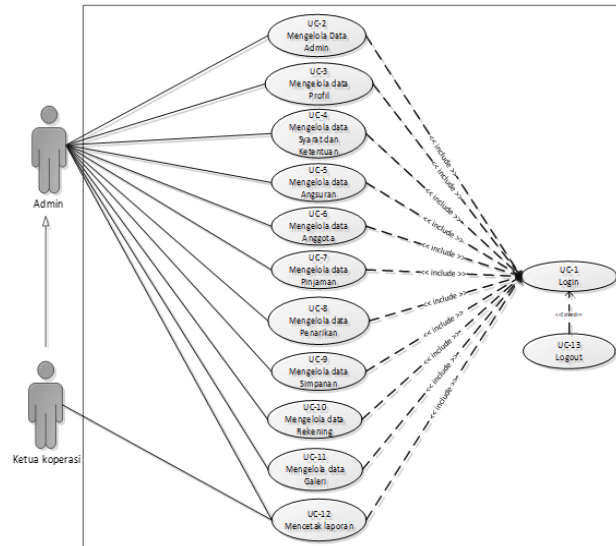 UC-2
Mengelola Data
Admin
UC-3
Mengelola data
Profil
UC-4
Mengelola data
Syarat dan
Ketentuan
UC-5
Mengelola data
Angsuran
UC-6
Mengelola data
Anggota
UC-7
Mengelola data
Pinjaman
UC-8
Mengelola data
Penarikan
UC-9
Mengelola data
Simpanan
UC-10
Mengelola data
Rekening
UC-11
Mengelola data
Galeri
UC-12
Mencetak laporan
Admin
Ketua koperasi
<< include >>
<< include >>
<< include >>
<< include >>
<< include >>
<< include >>
<< include >>
<< include >>
<< include >>
<< include >>
<< include >>
UC-1
Login
UC-13
Logout